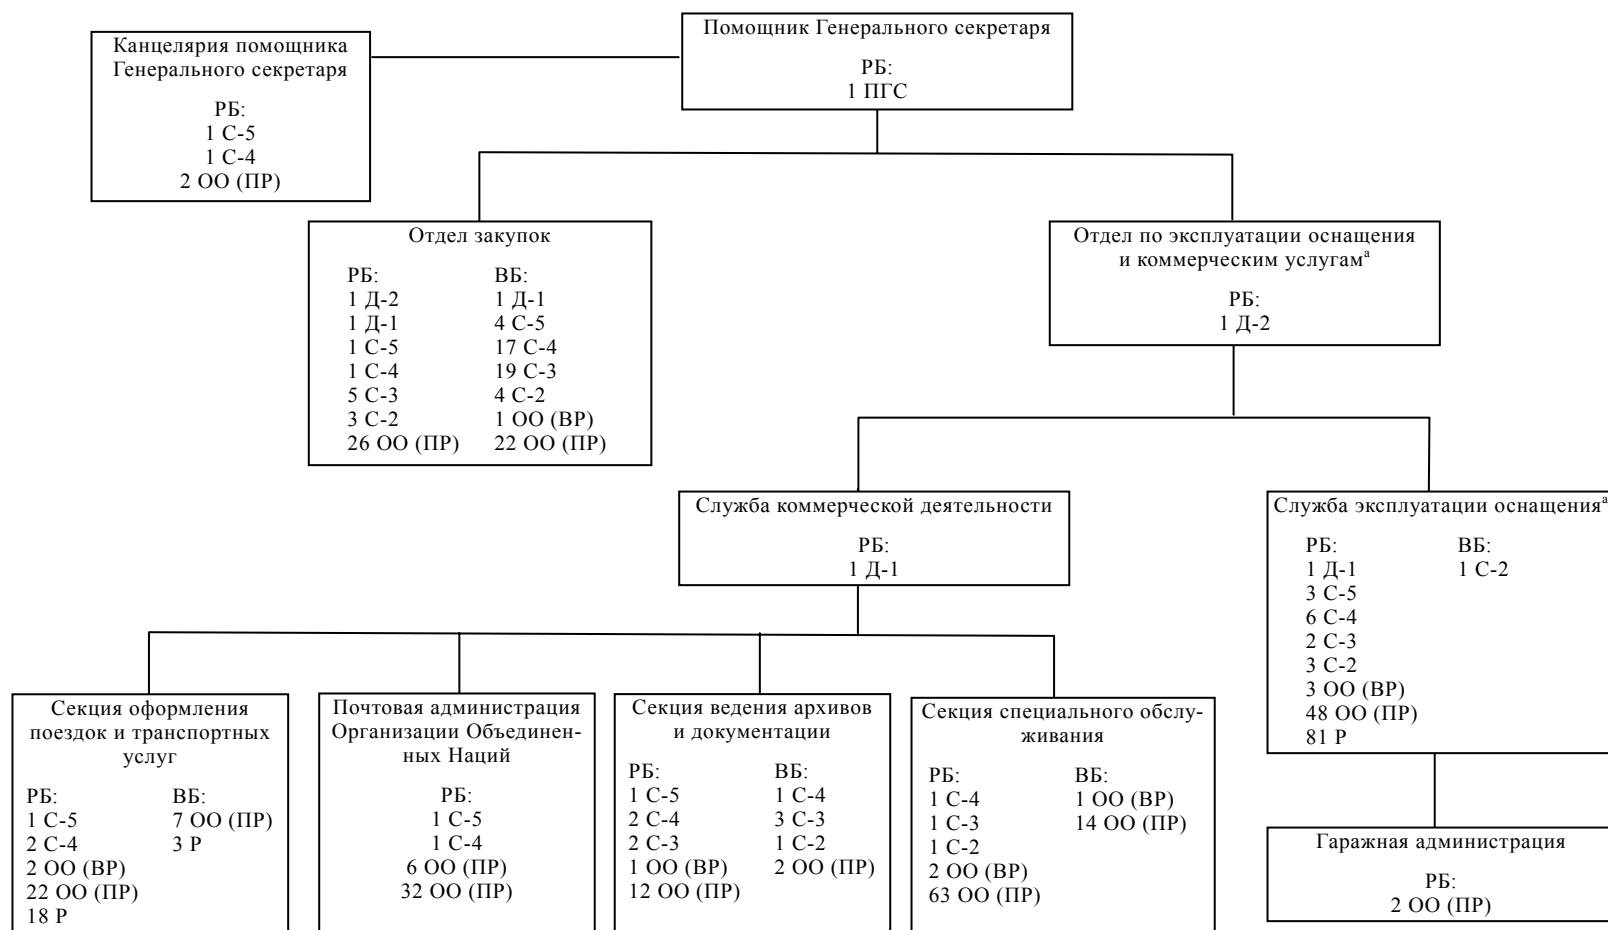 Помощник Генерального секретаря
РБ:
1 ПГС
Канцелярия помощника
Генерального секретаря
РБ:
1 С-5
1 С-4
2 ОО (ПР)
Отдел закупок
РБ: ВБ:
1 Д-2 1 Д-1
1 Д-1 4 С-5
1 С-5 17 С-4
1 С-4 19 С-3
5 С-3 4 С-2
3 С-2 1 ОО (ВР)
26 ОО (ПР) 22 ОО (ПР)
Отдел по эксплуатации оснащения
и коммерческим услугамª
РБ:
1 Д-2
Служба коммерческой деятельности
РБ:
1 Д-1
Служба эксплуатации оснащенияª
РБ: ВБ:
1 Д-1 1 С-2
3 С-5
6 С-4
2 С-3
3 С-2
3 ОО (ВР)
48 ОО (ПР)
81 Р
Секция оформления
поездок и транспортных
услуг
РБ: ВБ:
1 С-5 7 ОО (ПР)
2 С-4 3 Р
2 ОО (ВР)
22 ОО (ПР)
18 Р
Почтовая администрация
Организации Объединен-
ных Наций
РБ:
1 С-5
1 С-4
6 ОО (ПР)
32 ОО (ПР)
Секция ведения архивов
и документации
РБ: ВБ:
1 С-5 1 С-4
2 С-4 3 С-3
2 С-3 1 С-2
1 ОО (ВР) 2 ОО (ПР)
12 ОО (ПР)
Секция специального обслу-
живания
РБ: ВБ:
1 С-4 1 ОО (ВР)
1 С-3 14 ОО (ПР)
1 С-2
2 ОО (ВР)
63 ОО (ПР)
Гаражная администрация
РБ:
2 ОО (ПР)